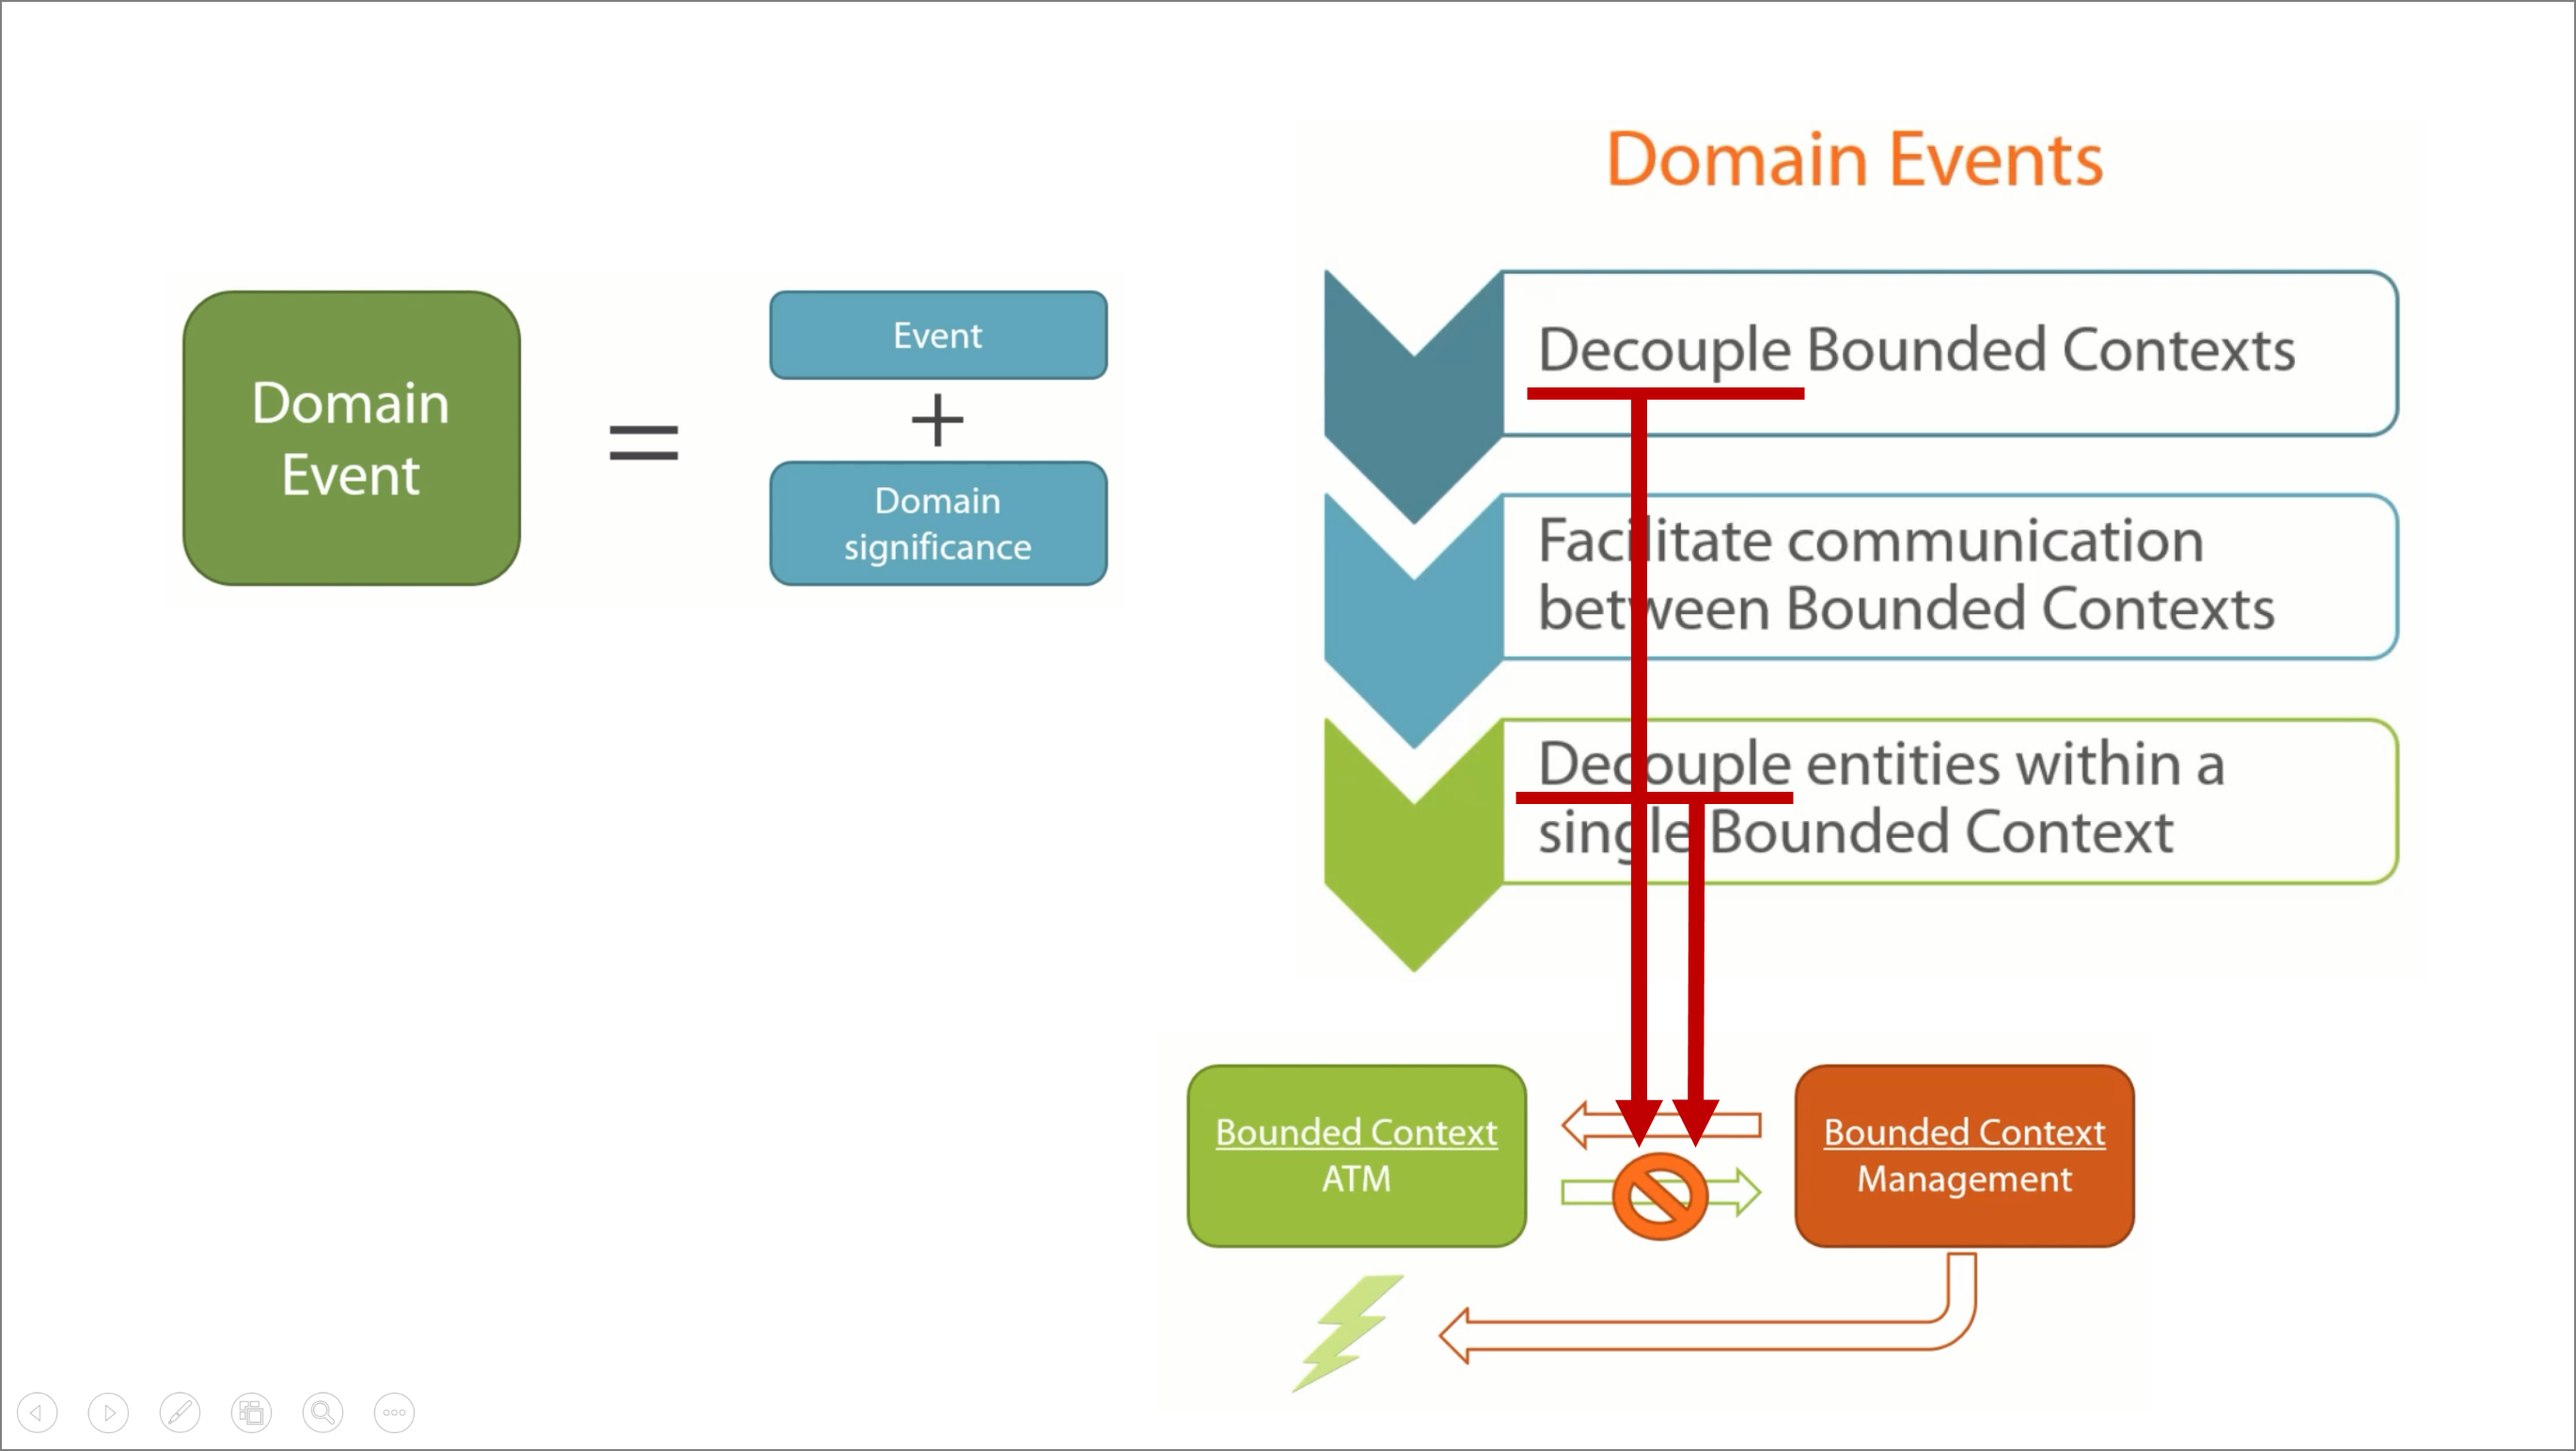 Domain
Event
=
Event
+
Domain
significance
Domain Events
Decouple Bounded Contexts
Facilitate communication
between Bounded Contexts
Decouple entities within a
single Bounded Context
Bounded Context
ATM
Bounded Context
Management